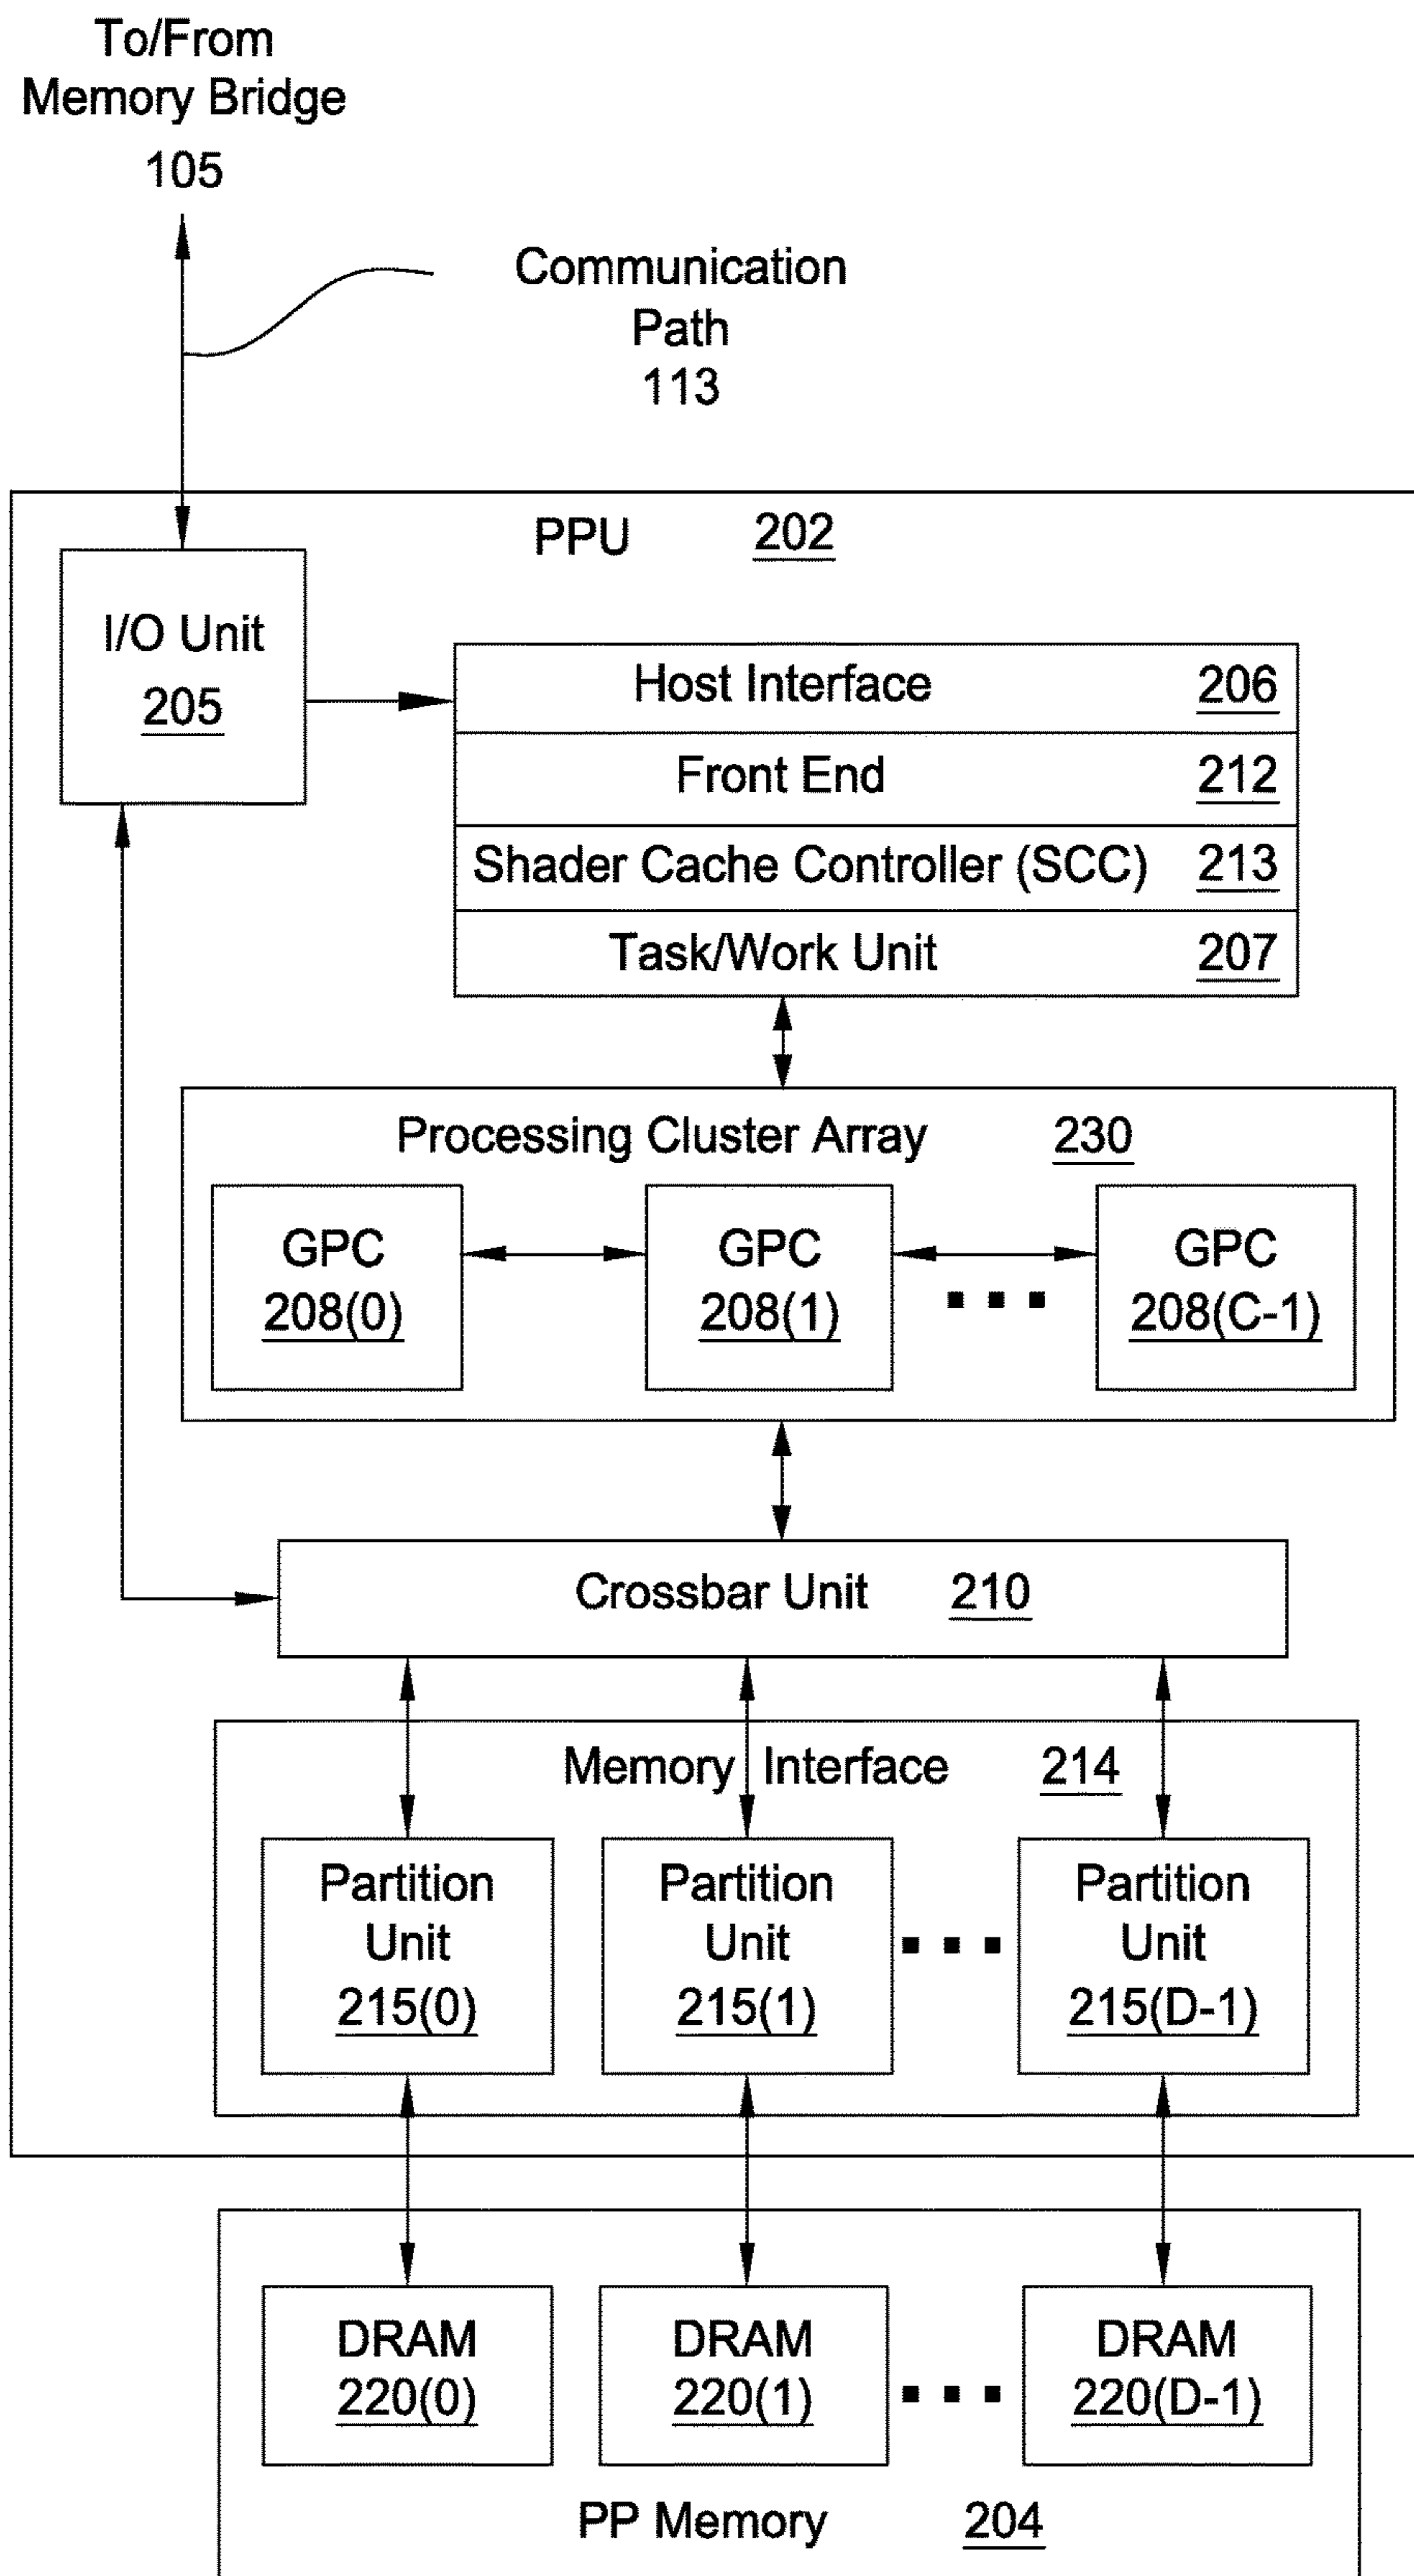 To/From
Memory Bridge
105
Communication
Path
113
PPU 202
I/O Unit
205
Host Interface 206
Front End 212
Shader Cache Controller (SCC) 213
Task/Work Unit 207
Processing Cluster Array 230
GPC GPC GPC
208(0) 208(1) 208(C-1)
Crossbar Unit 210
Memory Interface 214
Partition Partition Partition
Unit Unit Unit
215(0) 215(1) 215(D-1)
DRAM DRAM DRAM
220(0) 220(1) 220(D-1)
PP Memory 204